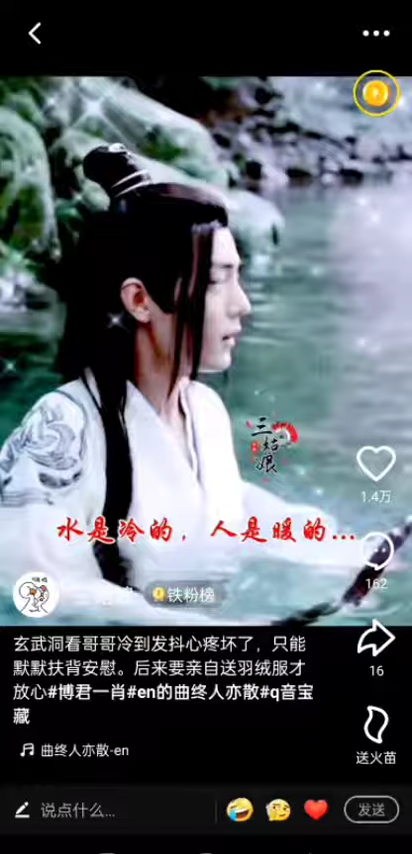 三姑娘
水是冷的，人是暖的...
1.4万
162
铁粉榜
玄武洞看哥哥冷到发抖心疼坏了，只能
默默扶背安慰。后来要亲自送羽绒服才
放心#博君一肖#en的曲终人亦散#q音宝
藏
16
曲终人亦散-en
送火苗
说点什么...
发送